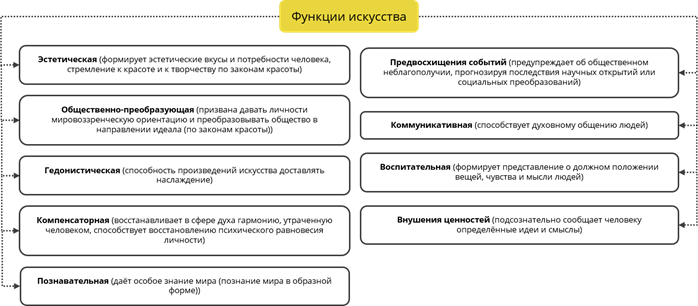 Функции искусства
Эстетическая (формирует эстетические вкусы и потребности человека,
стремление к красоте и к творчеству по законам красоты)
Общественно-преобразующая (призвана давать личности
мировоззренческую ориентацию и преобразовывать общество в
направлении идеала (по законам красоты))
Гедонистическая (способность произведений искусства доставлять
наслаждение)
Компенсаторная (восстанавливает в сфере духа гармонию, утраченную
человеком, способствует восстановлению психического равновесия
личности)
Познавательная (даёт особое знание мира (познание мира в образной
форме))
Предвосхищения событий (предупреждает об общественном
неблагополучии, прогнозируя последствия научных открытий или
социальных преобразований)
Коммуникативная (способствует духовному общению людей)
Воспитательная (формирует представление о должном положении
вещей, чувства и мысли людей)
Внушения ценностей (подсознательно сообщает человеку
определённые идеи и смыслы)